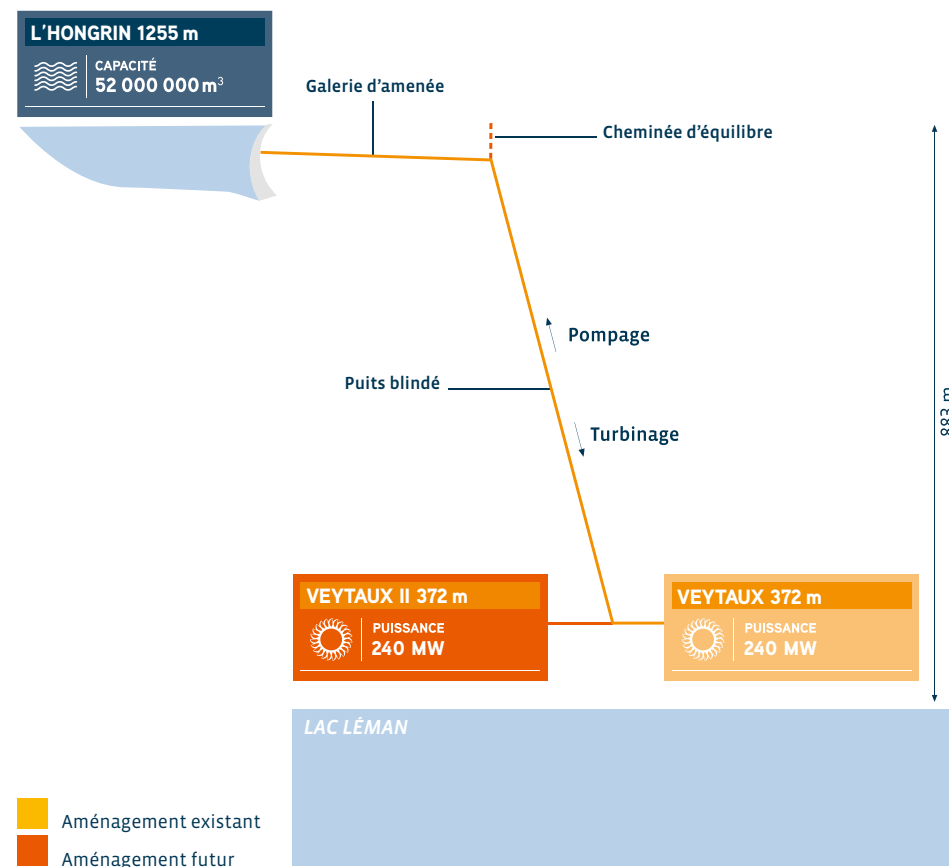 L'HONGRIN 1255 m
CAPACITÉ
52 000 000 m³
Galerie d'amenée
Cheminée d'équilibre
Pompage
Puits blindé
883 m
Turbinage
VEYTAUX II 372 m
PUISSANCE
240 MW
VEYTAUX 372 m
PUISSANCE
240 MW
LAC LÉMAN
Aménagement existant
Aménagement futur